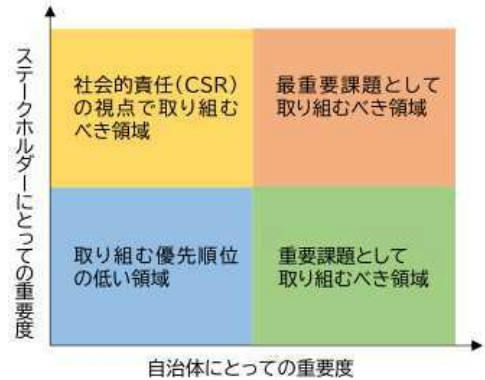 ステークホルダーにとっての重要度
社会的責任(CSR)
の視点で取り組む
べき領域
最重要課題として
取り組むべき領域
取り組む優先順位
の低い領域
重要課題として
取り組むべき領域
自治体にとっての重要度